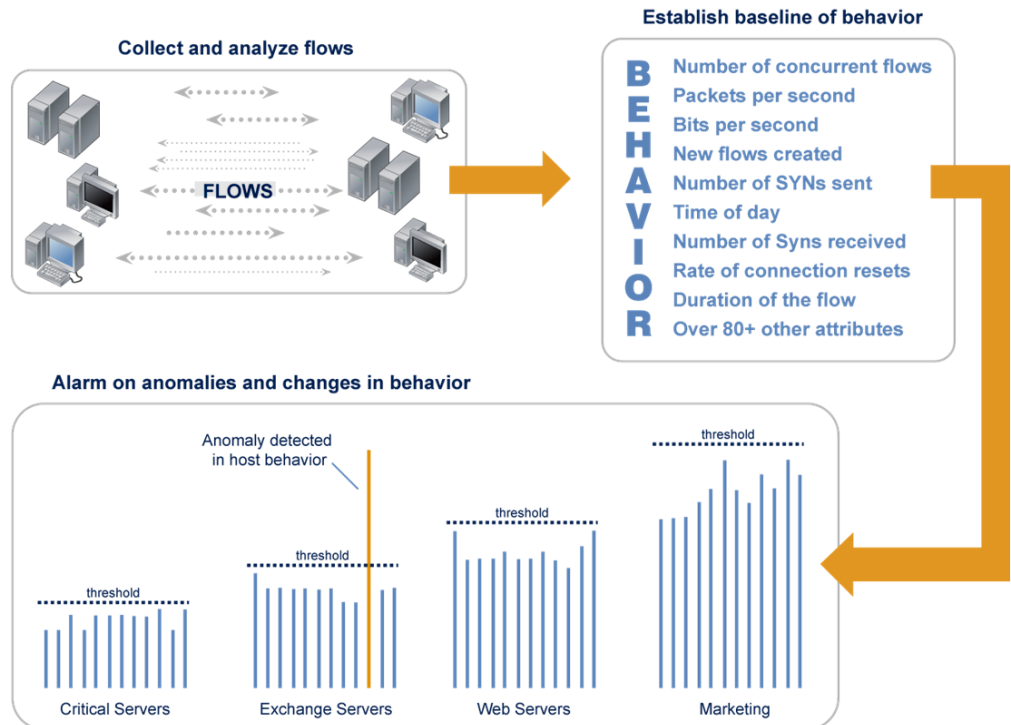 Collect and analyze flows
FLOWS
Establish baseline of behavior
BEHAVIOR
Number of concurrent flows
Packets per second
Bits per second
New flows created
Number of SYNs sent
Time of day
Number of Syns received
Rate of connection resets
Duration of the flow
Over 80+ other attributes
Alarm on anomalies and changes in behavior
Anomaly detected
in host behavior
threshold
threshold
threshold
threshold
Critical Servers
Exchange Servers
Web Servers
Marketing